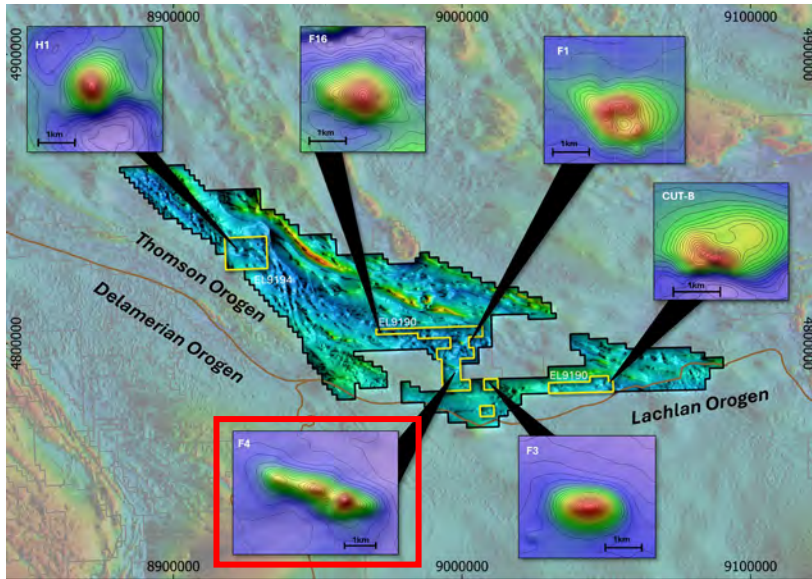 8900000
9000000
9100000
4900000
4900000
H1
1km
F16
1km
F1
1km
CUT-B
1km
Thomson Orogen
EL9194
Delamerian Orogen
EL9190
4800000
4800000
EL9190
Lachlan Orogen
F4
1km
F3
1km
8900000
9000000
9100000